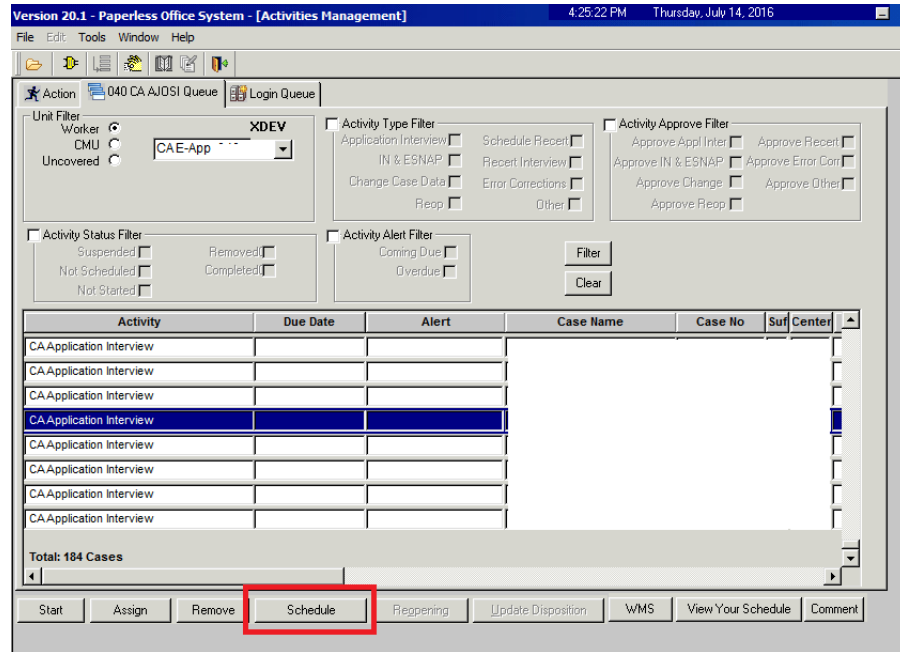 Version 20.1 - Paperless Office System - [Activities Management] 4:25:22 PM Thursday, July 14, 2016
File Edit Tools Window Help
Action 040 CA AJOSI Queue Login Queue
Unit Filter
Worker XDEV
CMU CA E-App
Uncovered
Activity Type Filter
Application Interview Schedule Recert
IN & ESNAP Recert Interview
Change Case Data Error Corrections
Reop Other
Activity Approve Filter
Approve Appl Inter Approve Recert
Approve IN & ESNAP Approve Error Corr
Approve Change Approve Other
Approve Reop
Activity Status Filter
Suspended Removed(
Not Scheduled Completed(
Not Started
Activity Alert Filter
Coming Due
Overdue
Filter
Clear
Activity Due Date Alert Case Name Case No Suf Center
CA Application Interview
CA Application Interview
CA Application Interview
CA Application Interview
CA Application Interview
CA Application Interview
CA Application Interview
CA Application Interview
Total: 184 Cases
Start Assign Remove Schedule Reopening Update Disposition WMS View Your Schedule Comment